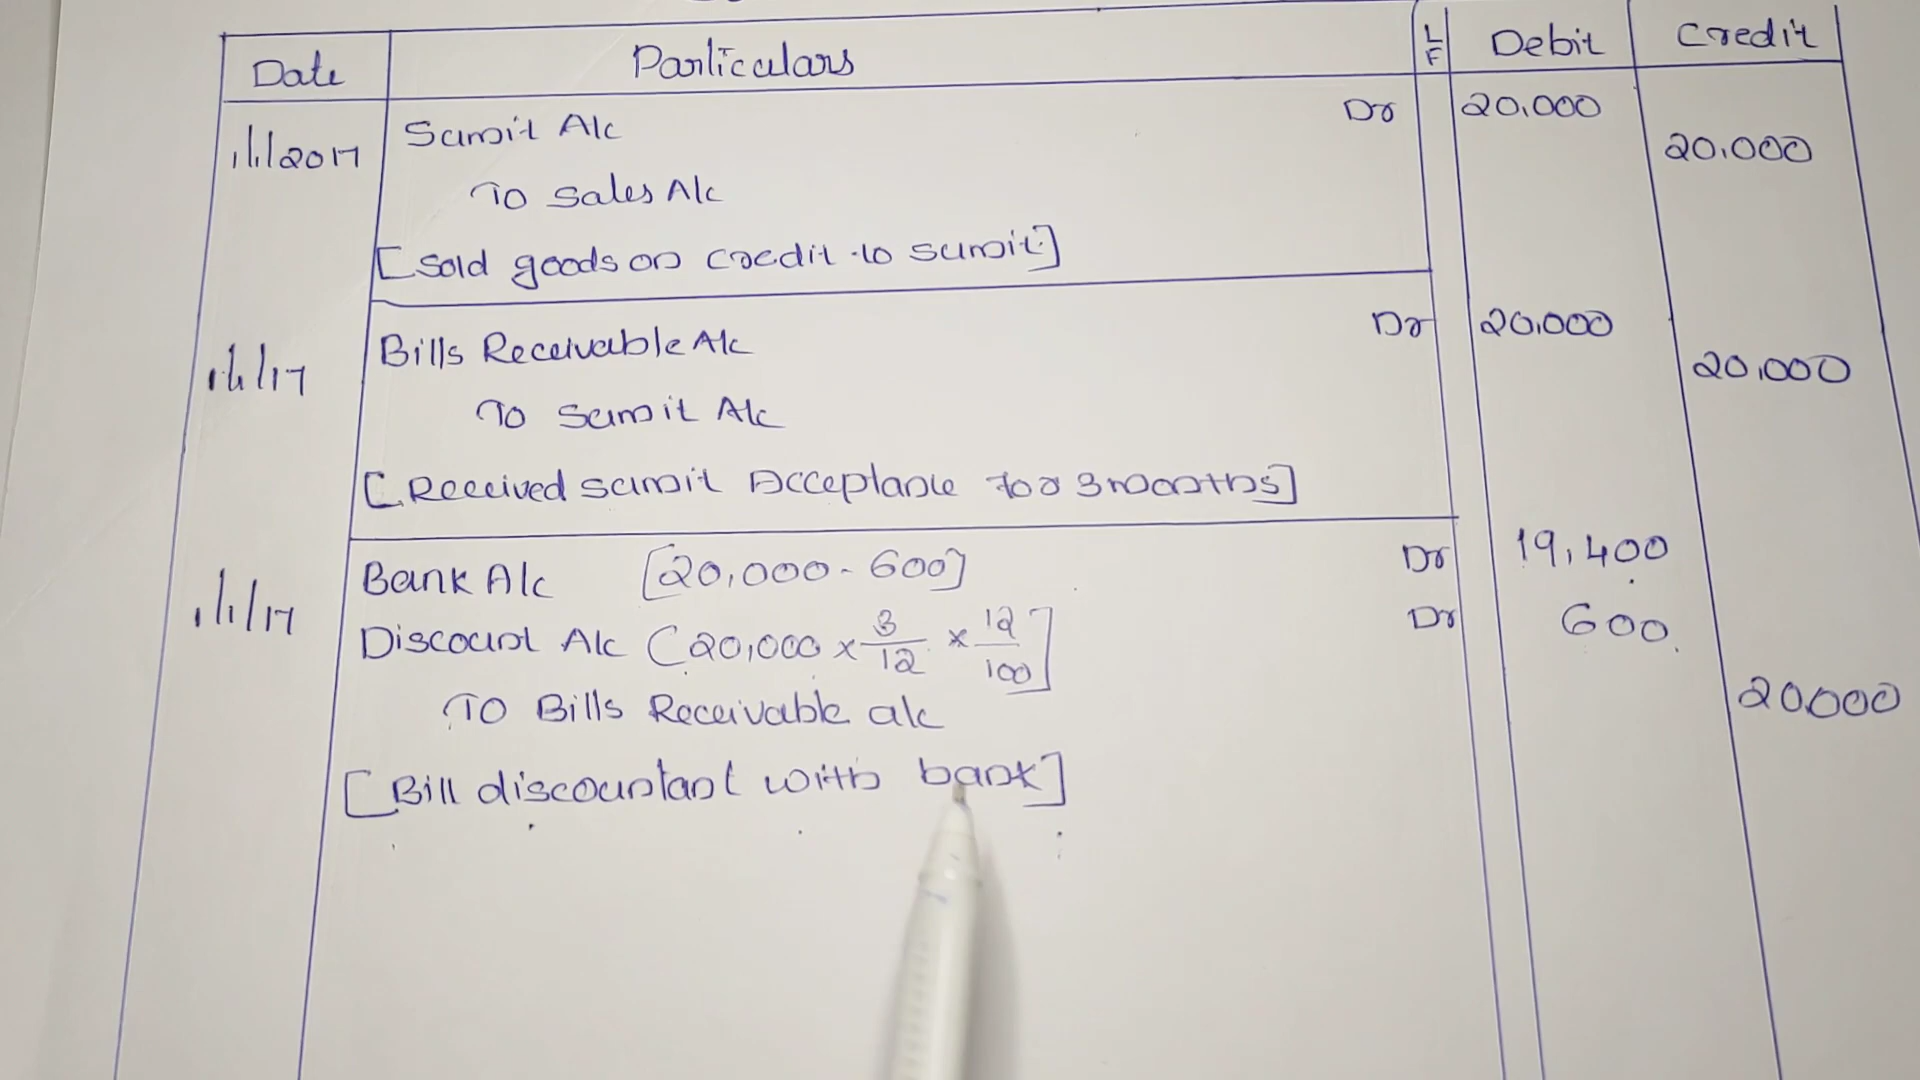 Date Particulars LF Debit Credit
1/1/2017 Sumit A/c Dr 20,000
To Sales A/c 20,000
[Sold goods on credit to Sumit]
1/1/17 Bills Receivable A/c Dr 20,000
To Sumit A/c 20,000
[Received Sumit Acceptance for 3 months]
1/1/17 Bank A/c [20,000 - 600] Dr 19,400
Discount A/c (20,000 x 3/12 x 12/100] Dr 600
To Bills Receivable a/c 20000
[Bill discountant with bank]